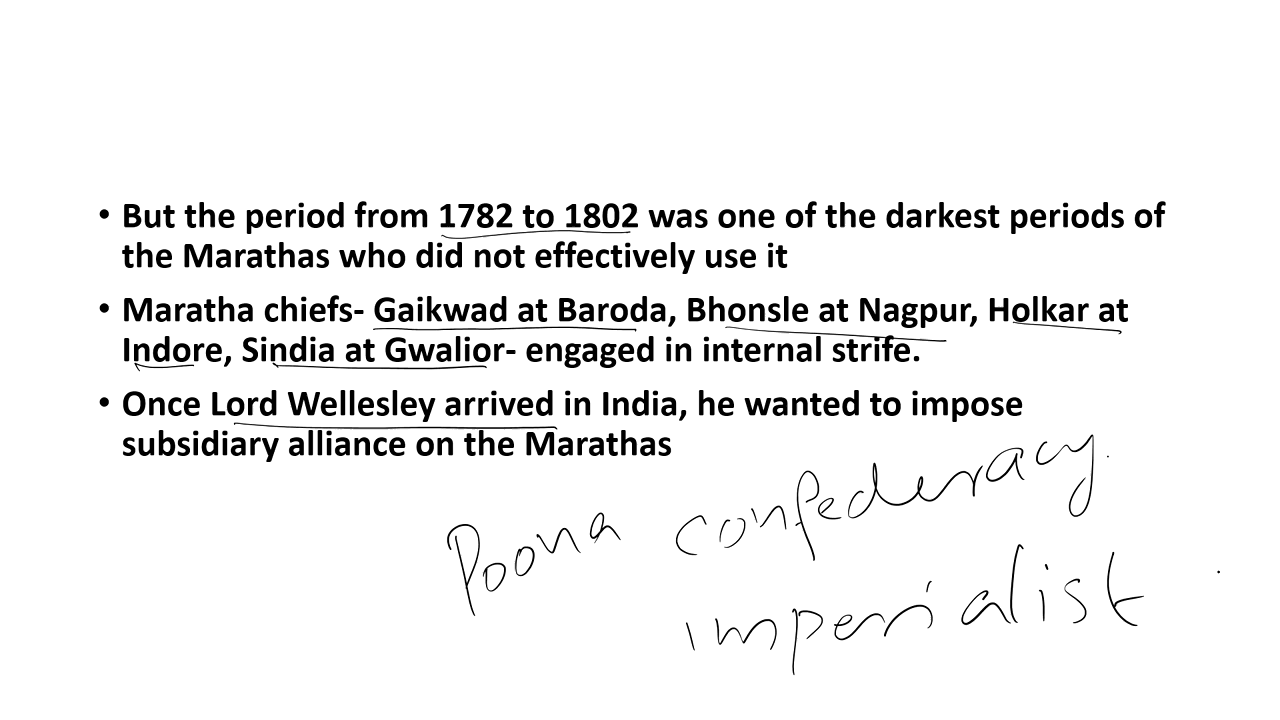 • But the period from 1782 to 1802 was one of the darkest periods of
the Marathas who did not effectively use it
• Maratha chiefs- Gaikwad at Baroda, Bhonsle at Nagpur, Holkar at
Indore, Sindia at Gwalior- engaged in internal strife.
• Once Lord Wellesley arrived in India, he wanted to impose
subsidiary alliance on the Marathas
Poona confederacy
imperialist